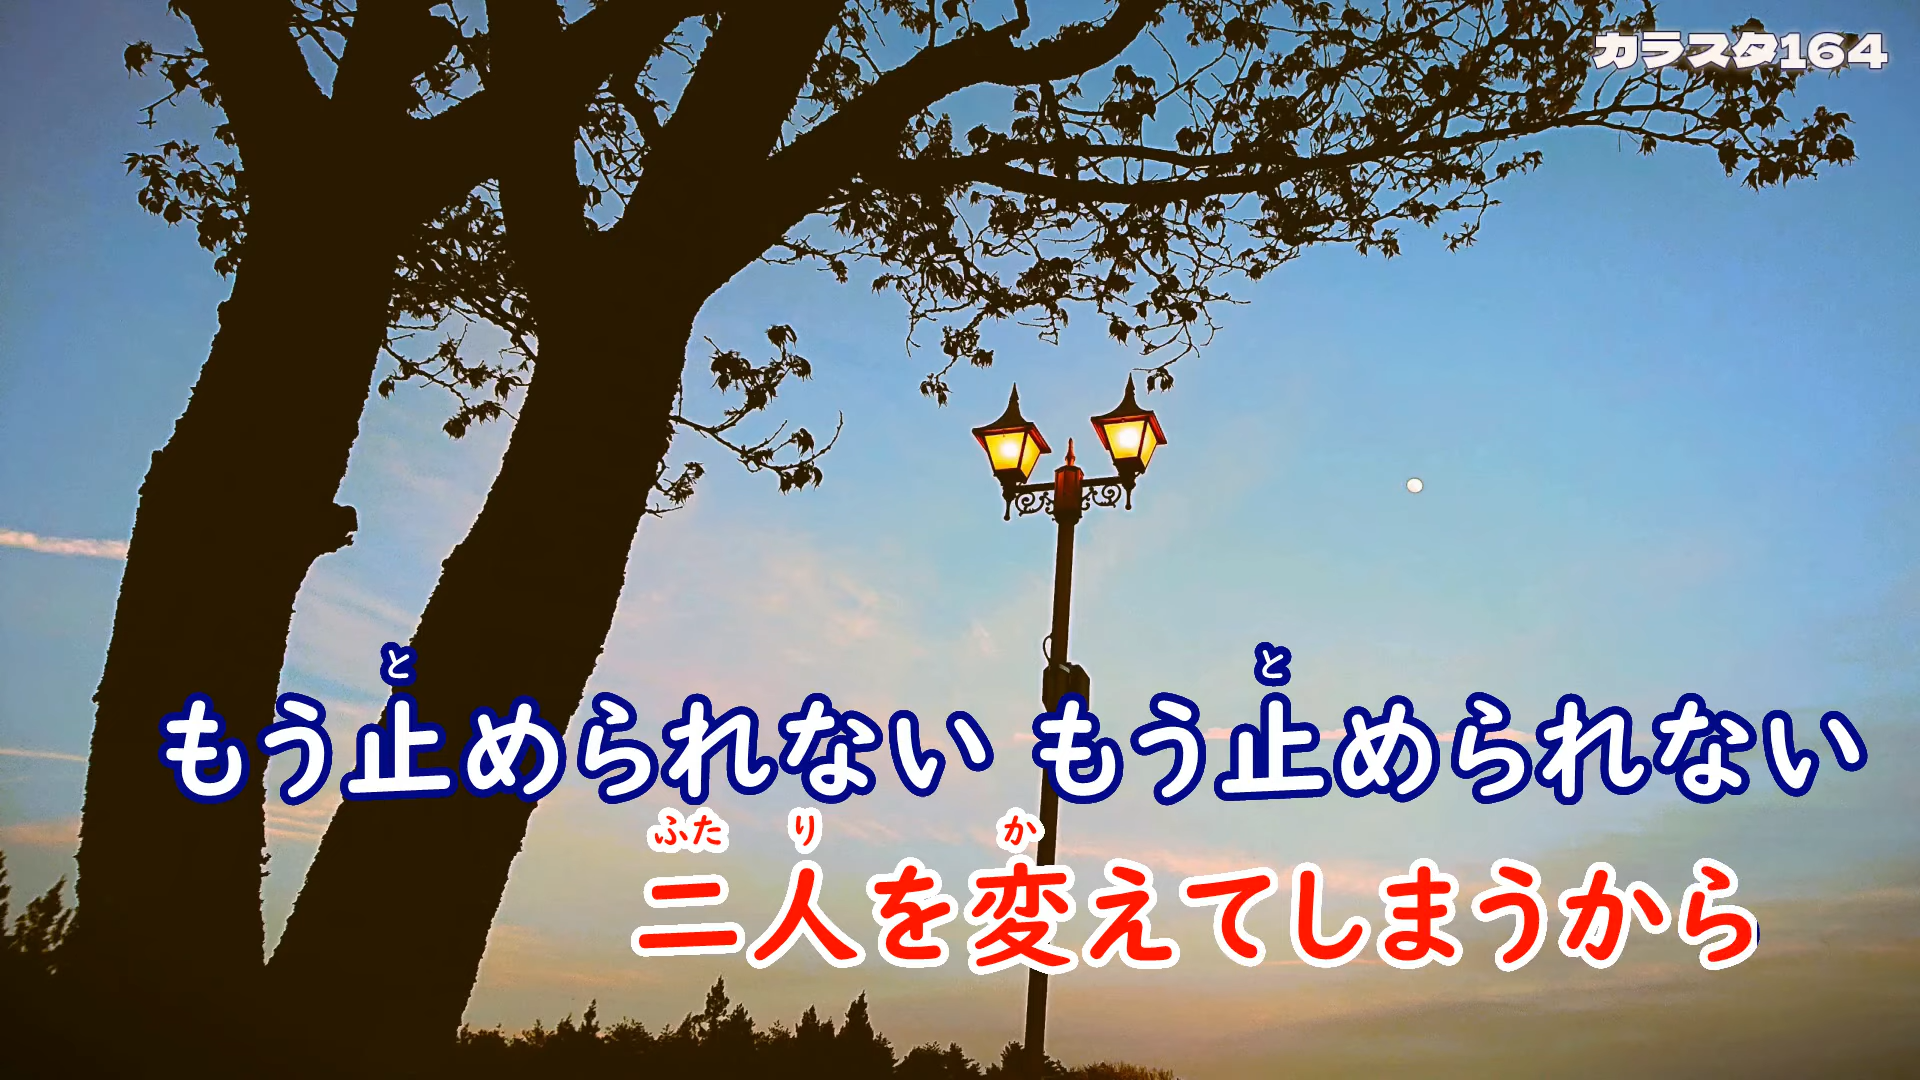 カラスタ164
と と
もう止められない もう止められない
ふたり か
二人を変えてしまうから